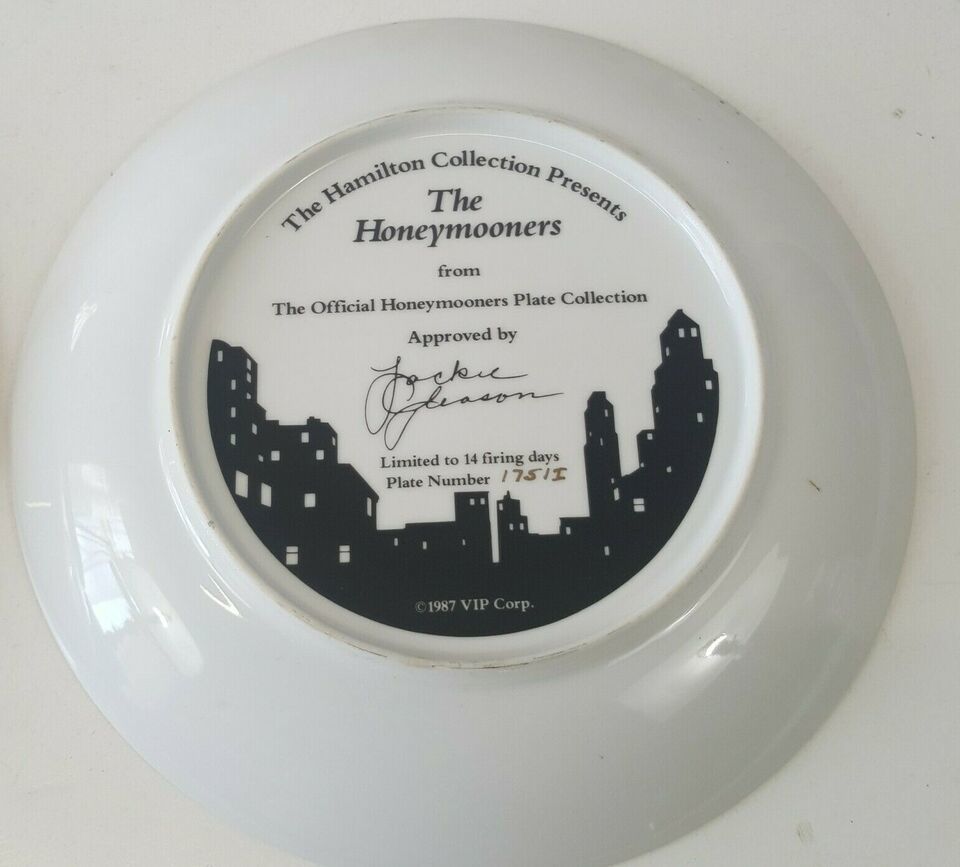 The Hamilton Collection Presents
The
Honeymooners
from
The Official Honeymooners Plate Collection
Approved by
Jackie
Gleason
Limited to 14 firing days
Plate Number 1751I
©1987 VIP Corp.